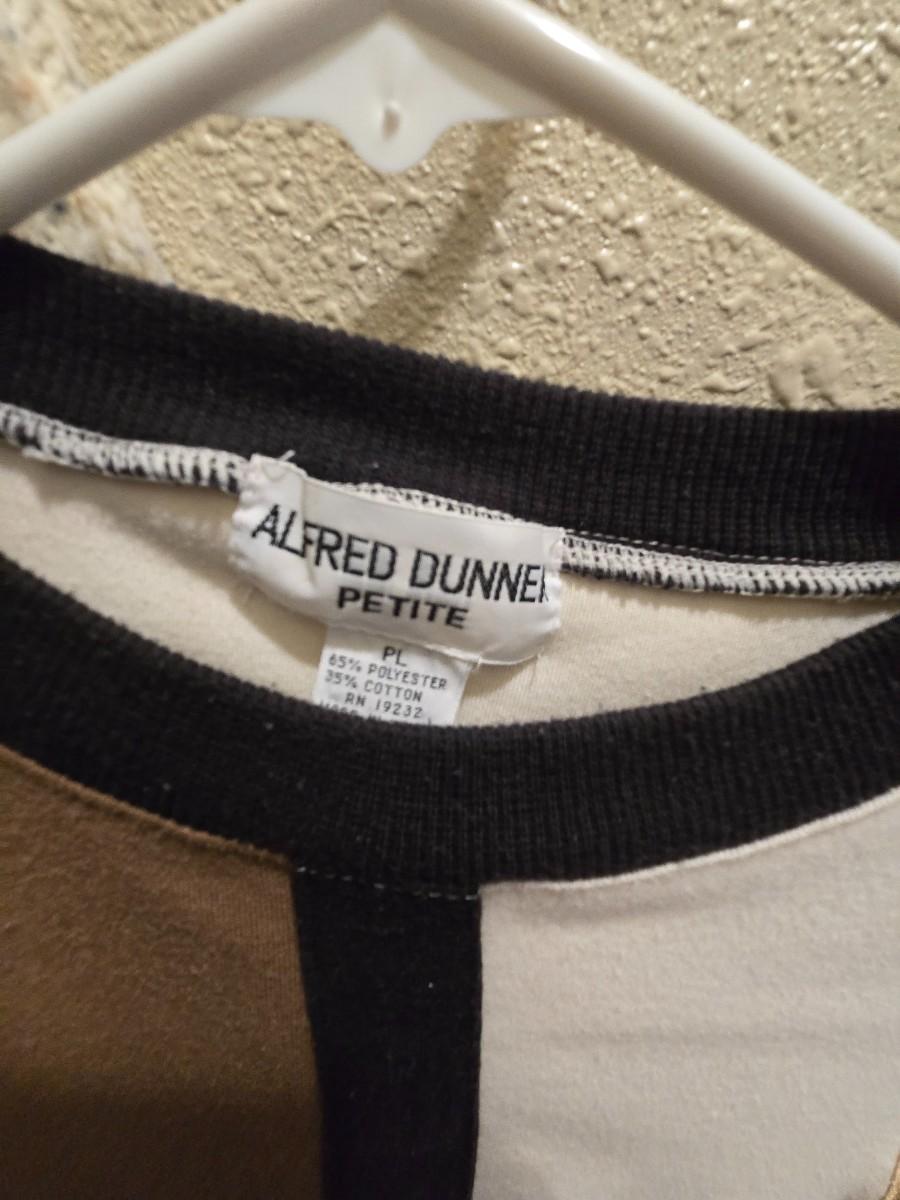 ALFRED DUNNER
PETITE
PL
65% POLYESTER
35% COTTON
RN 19232